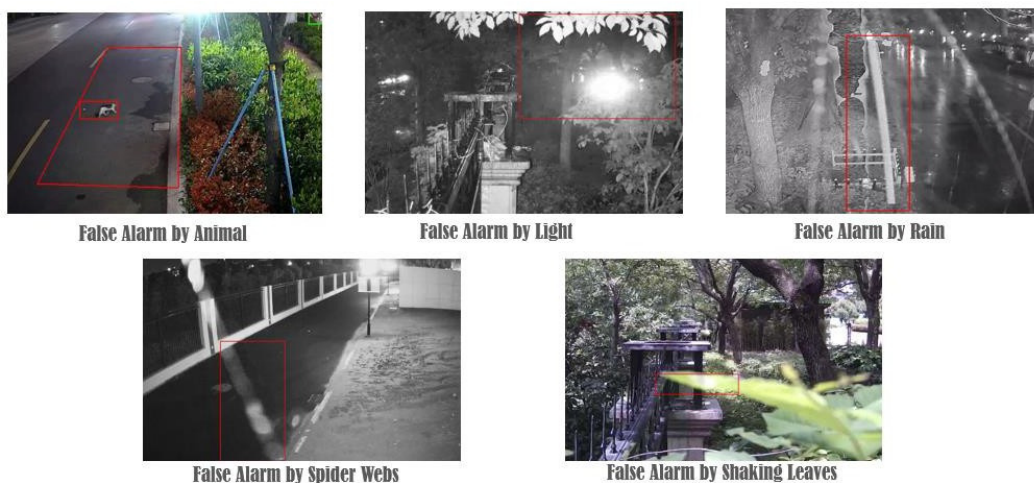 False Alarm by Animal
False Alarm by Light
False Alarm by Rain
False Alarm by Spider Webs
False Alarm by Shaking Leaves